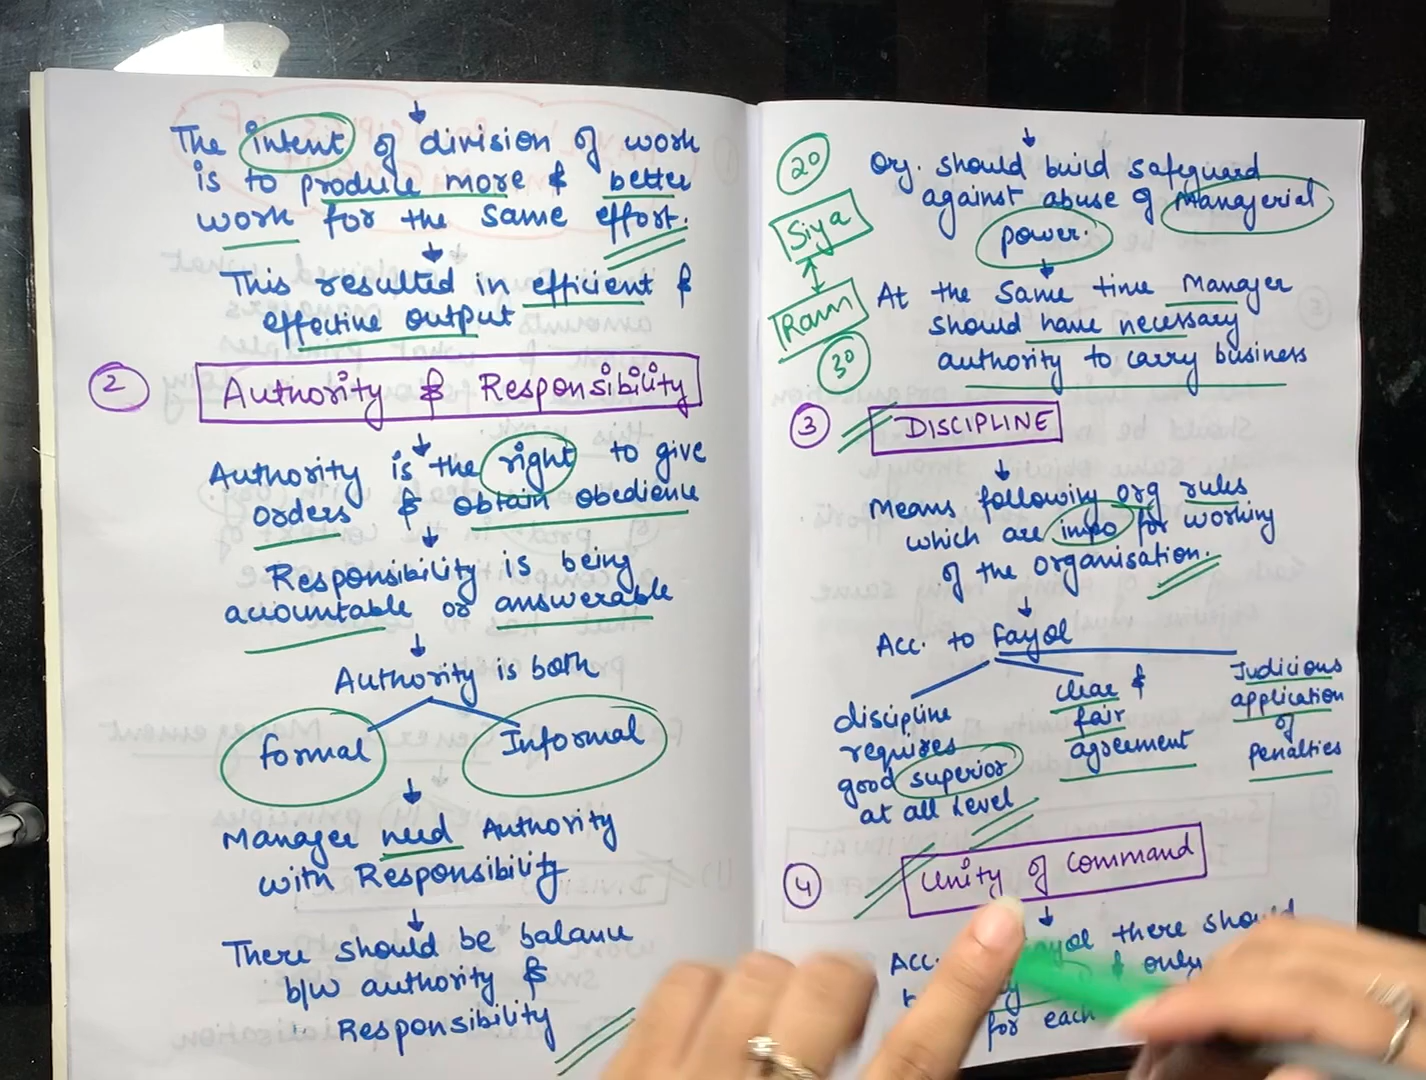 The intent of division of work
is to produce more & better
work for the same effort.
This resulted in efficient &
effective output
2 Authority & Responsibility
Authority is the right to give
orders & obtain obedience
Responsibility is being
accountable or answerable
Authority is both
formal Informal
Manager need Authority
with Responsibility
There should be balance
b/w authority &
Responsibility
20
Siya
Ram
30
Org. should build safeguard
against abuse of Managerial
power.
At the same time Manager
should have necessary
authority to carry business
3 DISCIPLINE
Means following org rules
which are impo for working
of the organisation.
Acc. to Fayol
discipline
requires
good superior
at all level
clear &
fair
agreement
Judicious
application
of
penalties
4 Unity of Command
Acc. Fayol there should
& only
for each